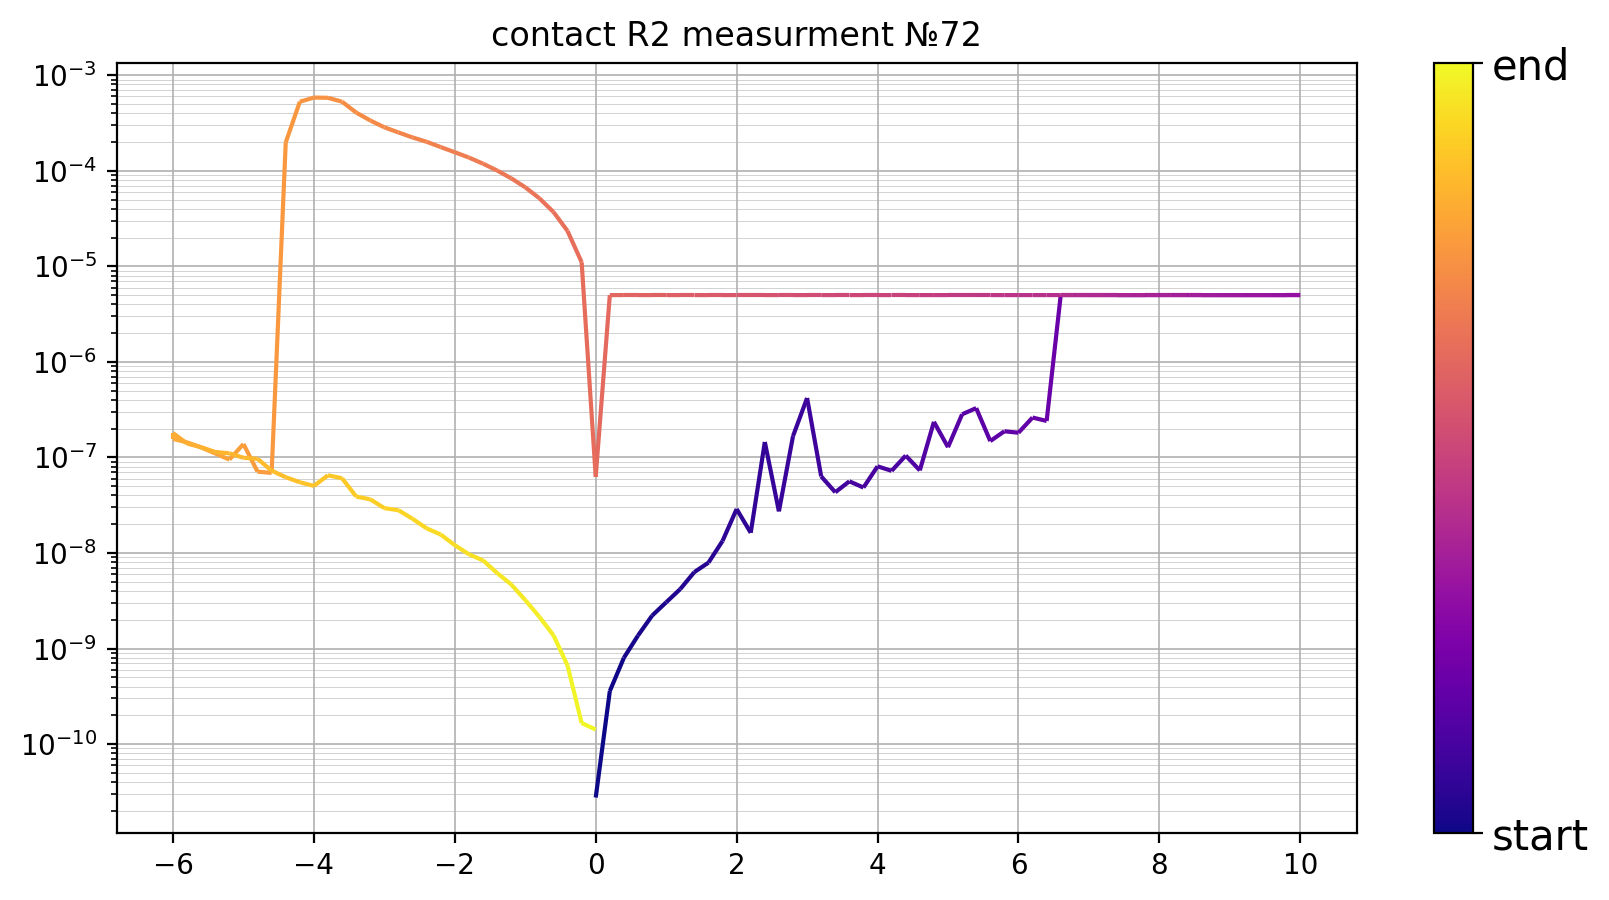 contact R2 measurment №72
10⁻³
10⁻⁴
10⁻⁵
10⁻⁶
10⁻⁷
10⁻⁸
10⁻⁹
10⁻¹⁰
−6 −4 −2 0 2 4 6 8 10
end
start